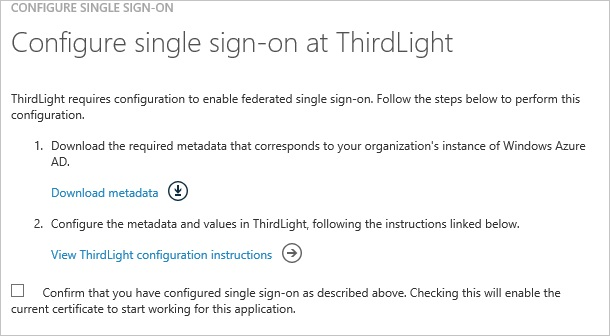 CONFIGURE SINGLE SIGN-ON
Configure single sign-on at ThirdLight
ThirdLight requires configuration to enable federated single sign-on. Follow the steps below to perform this
configuration.
1. Download the required metadata that corresponds to your organization's instance of Windows Azure
AD.
Download metadata
2. Configure the metadata and values in ThirdLight, following the instructions linked below.
View ThirdLight configuration instructions
Confirm that you have configured single sign-on as described above. Checking this will enable the
current certificate to start working for this application.